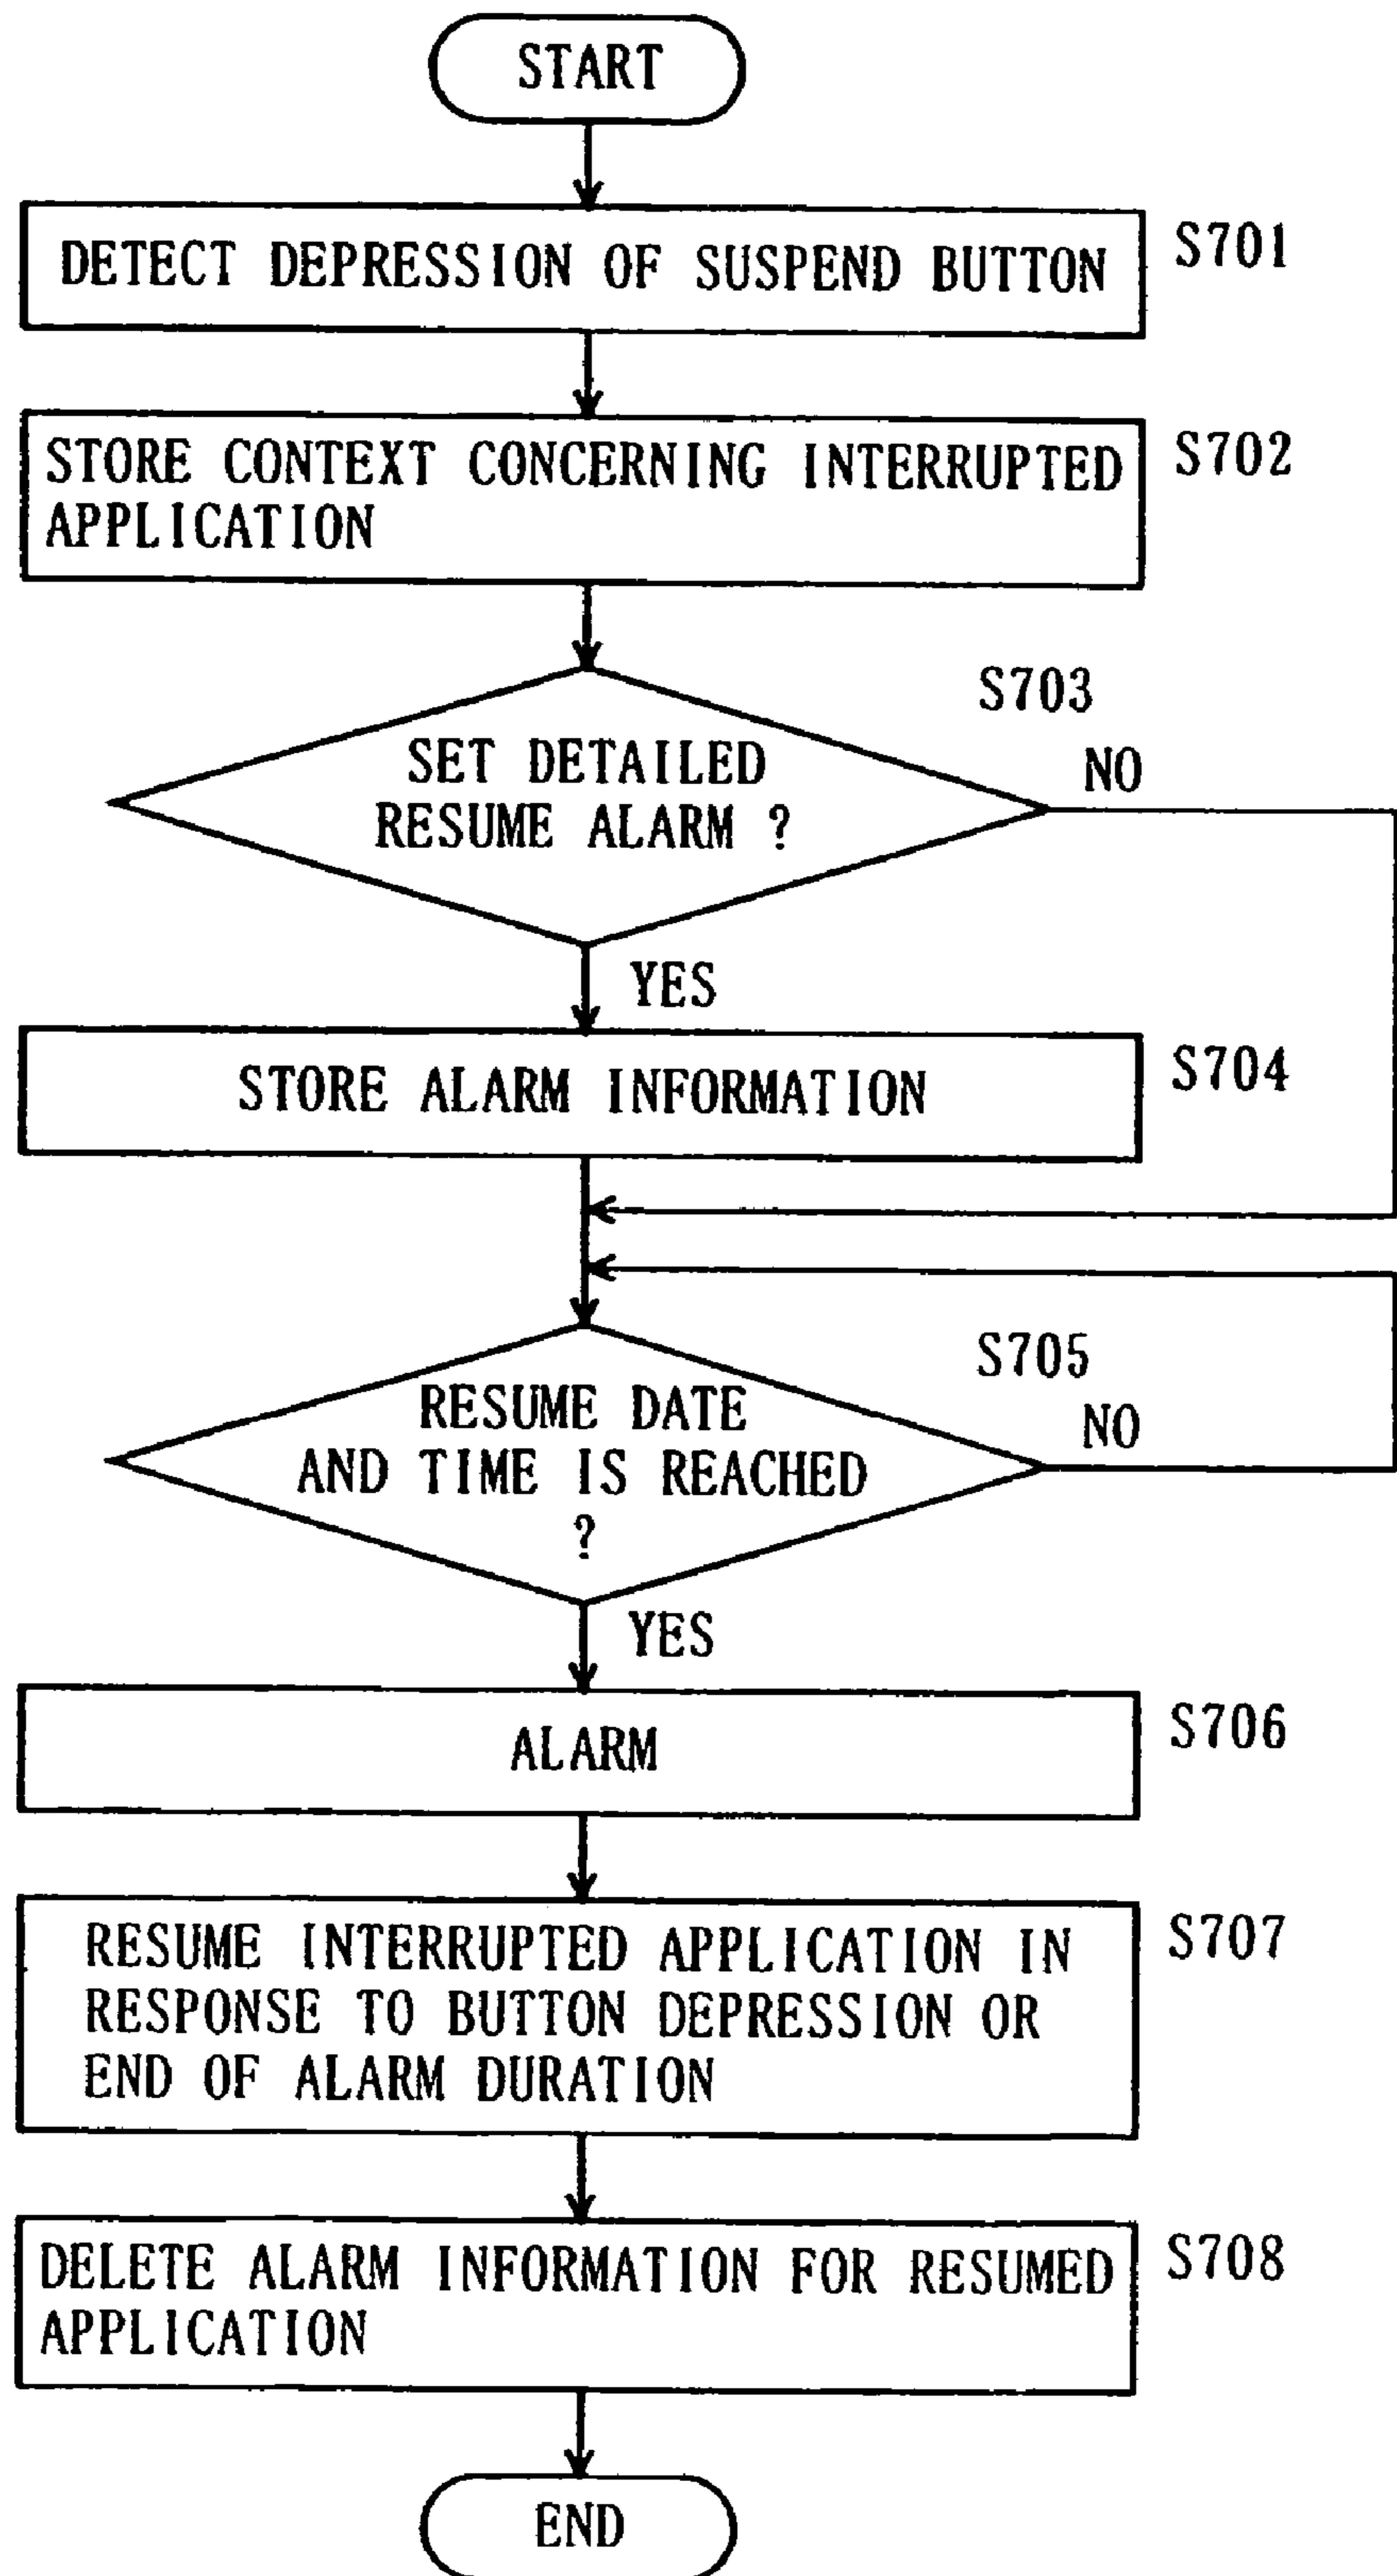 START
DETECT DEPRESSION OF SUSPEND BUTTON
S701
STORE CONTEXT CONCERNING INTERRUPTED
APPLICATION
S702
S703
SET DETAILED
RESUME ALARM ?
NO
YES
STORE ALARM INFORMATION
S704
S705
RESUME DATE
AND TIME IS REACHED
?
NO
YES
ALARM
S706
RESUME INTERRUPTED APPLICATION IN
RESPONSE TO BUTTON DEPRESSION OR
END OF ALARM DURATION
S707
DELETE ALARM INFORMATION FOR RESUMED
APPLICATION
S708
END